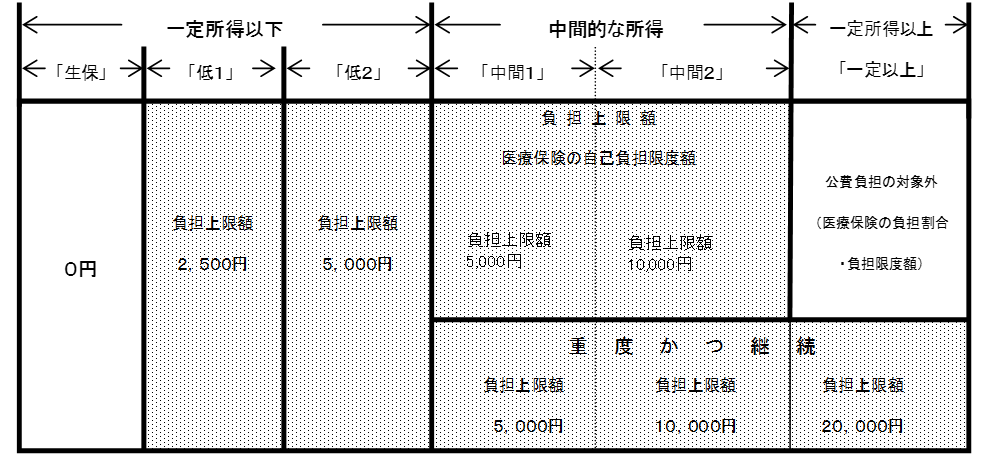 一定所得以下
中間的な所得
一定所得以上
「生保」
「低1」
「低2」
「中間1」
「中間2」
「一定以上」
0円
負担上限額
2,500円
負担上限額
5,000円
負 担 上 限 額
医療保険の自己負担限度額
負担上限額
5,000円
負担上限額
10,000円
公費負担の対象外
(医療保険の負担割合
・負担限度額)
重 度 か つ 継 続
負担上限額
5,000円
負担上限額
10,000円
負担上限額
20,000円